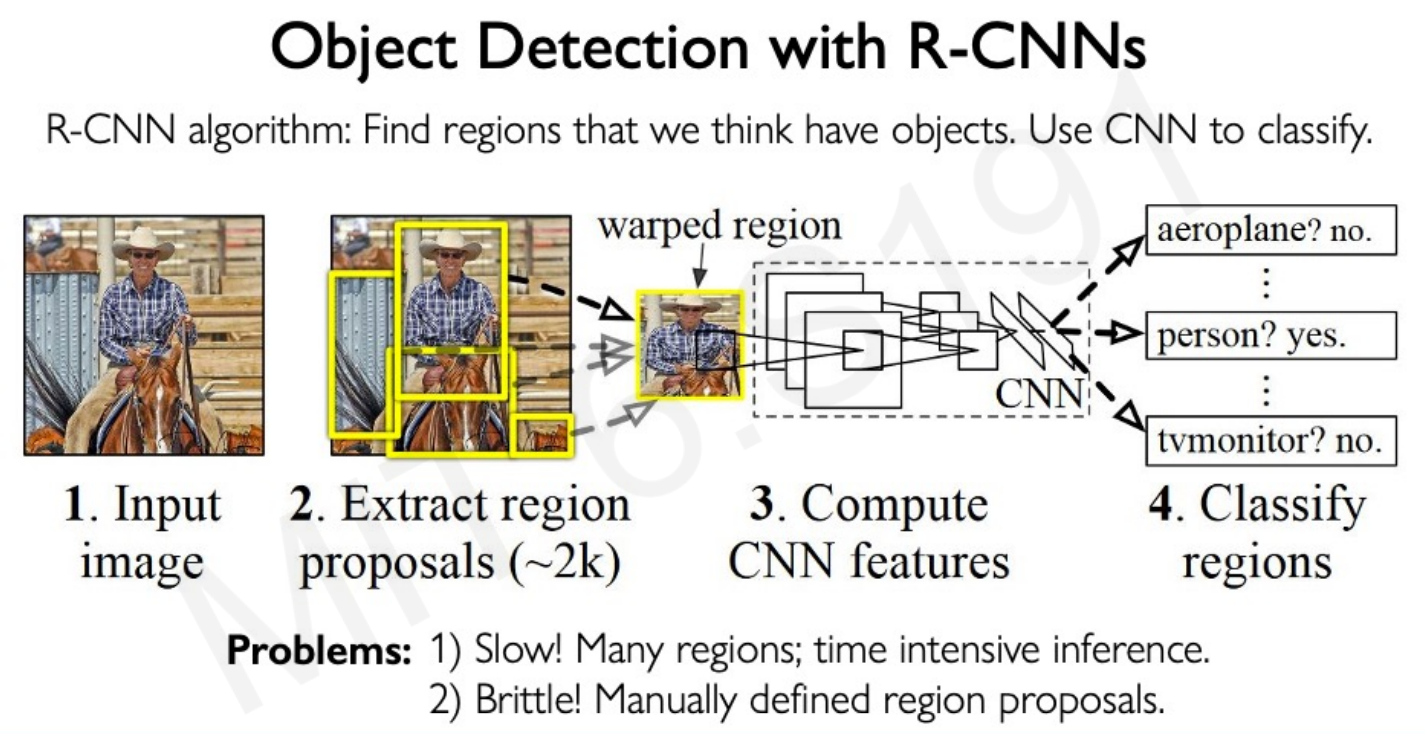 Object Detection with R-CNNs
R-CNN algorithm: Find regions that we think have objects. Use CNN to classify.
warped region
aeroplane? no.
⋮
person? yes.
⋮
tvmonitor? no.
CNN
1. Input
image
2. Extract region
proposals (~2k)
3. Compute
CNN features
4. Classify
regions
Problems: 1) Slow! Many regions; time intensive inference.
2) Brittle! Manually defined region proposals.
MIT 6.S191